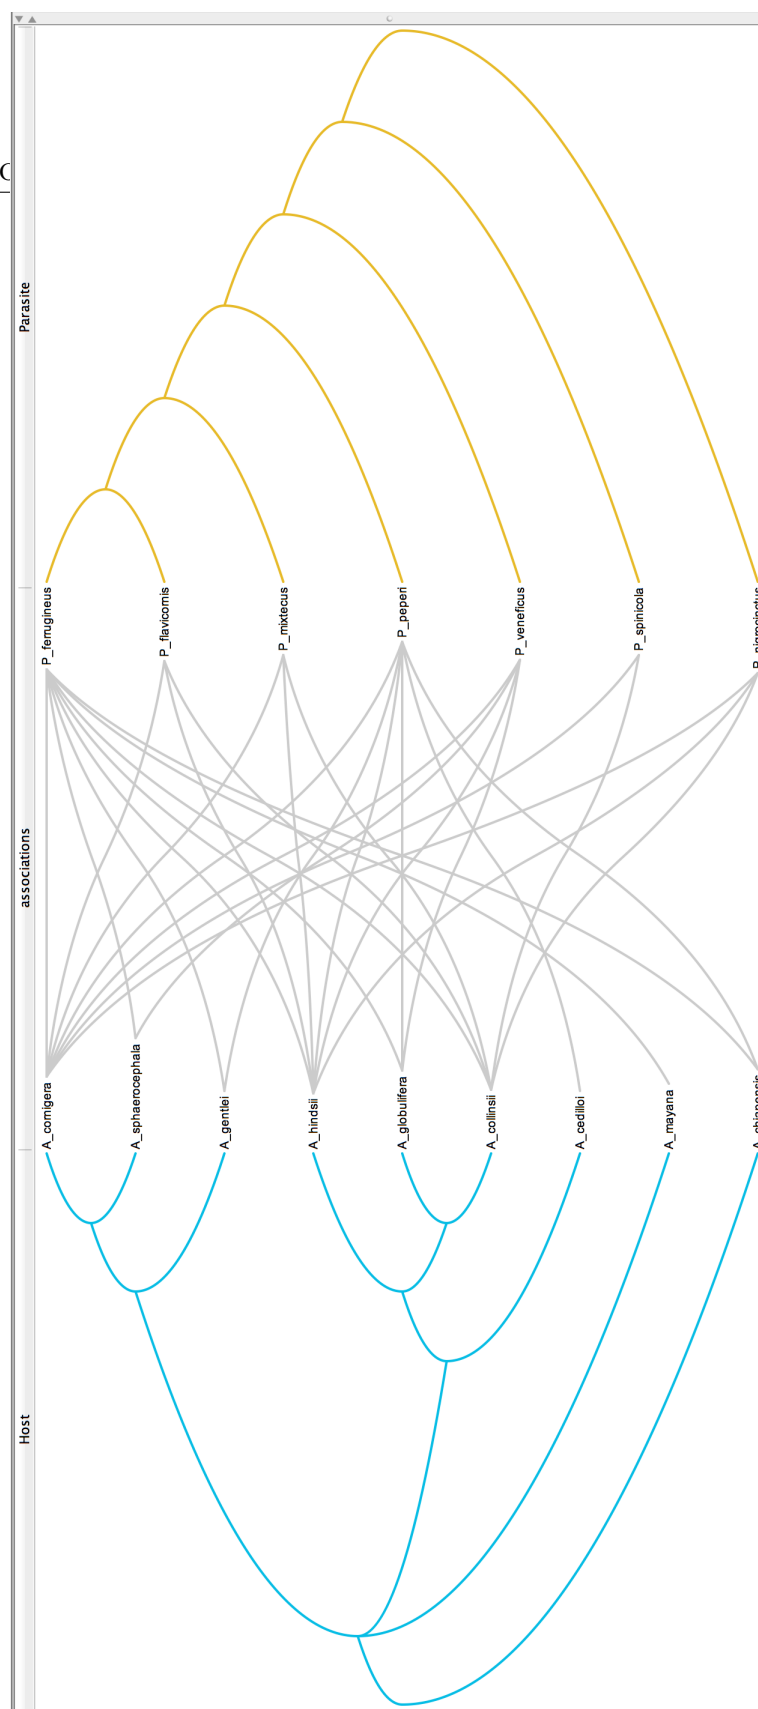 Parasite
P_ferrugineus
P_flavicornis
P_mixtecus
P_peperi
P_veneficus
P_spinicola
associations
A_cornigera
A_sphaerocephala
A_gentlei
A_hindsii
A_globulifera
A_collinsii
A_cedilloi
A_mayana
Host